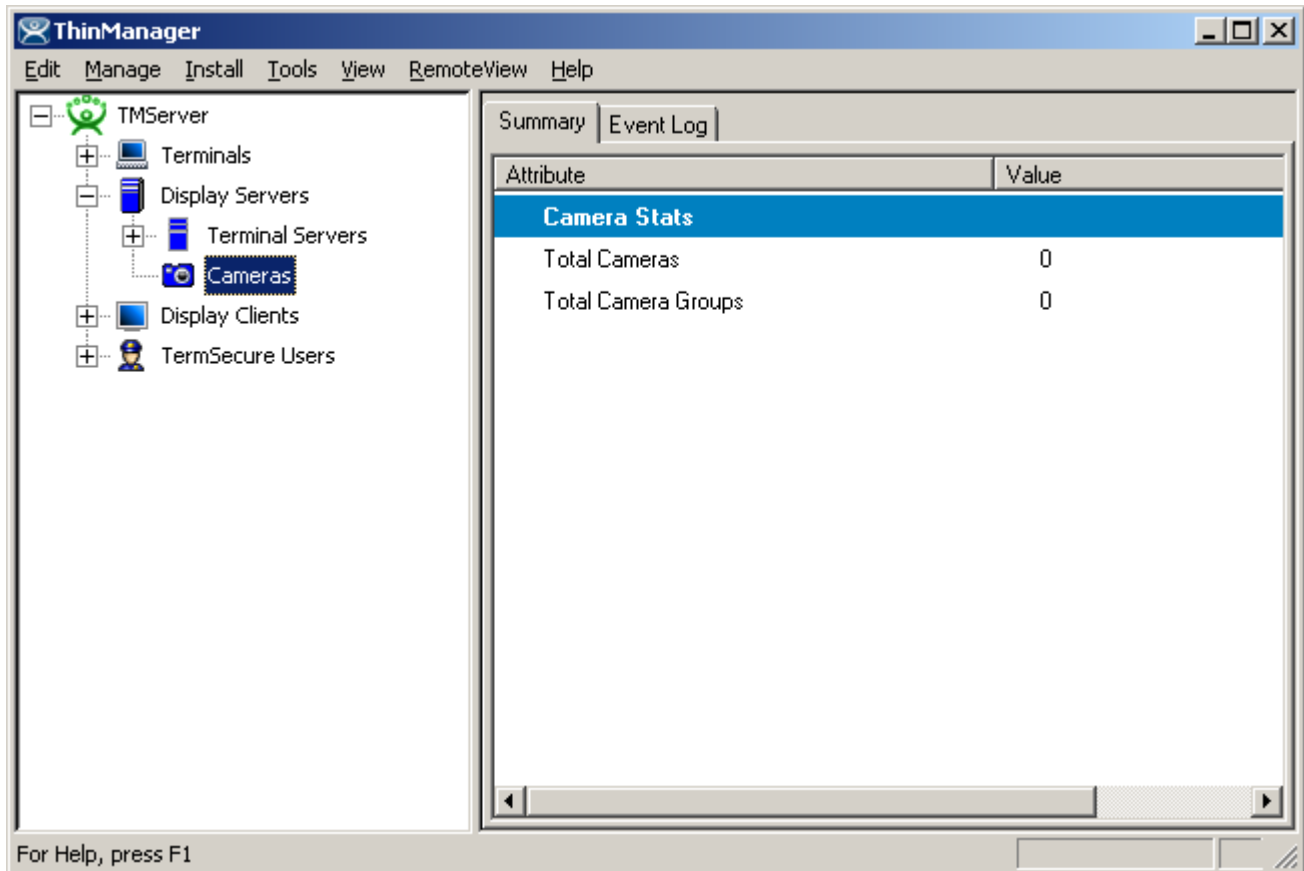 ThinManager
Edit Manage Install Tools View RemoteView Help
TMServer
Terminals
Display Servers
Terminal Servers
Cameras
Display Clients
TermSecure Users
Summary Event Log
Attribute Value
Camera Stats
Total Cameras 0
Total Camera Groups 0
For Help, press F1